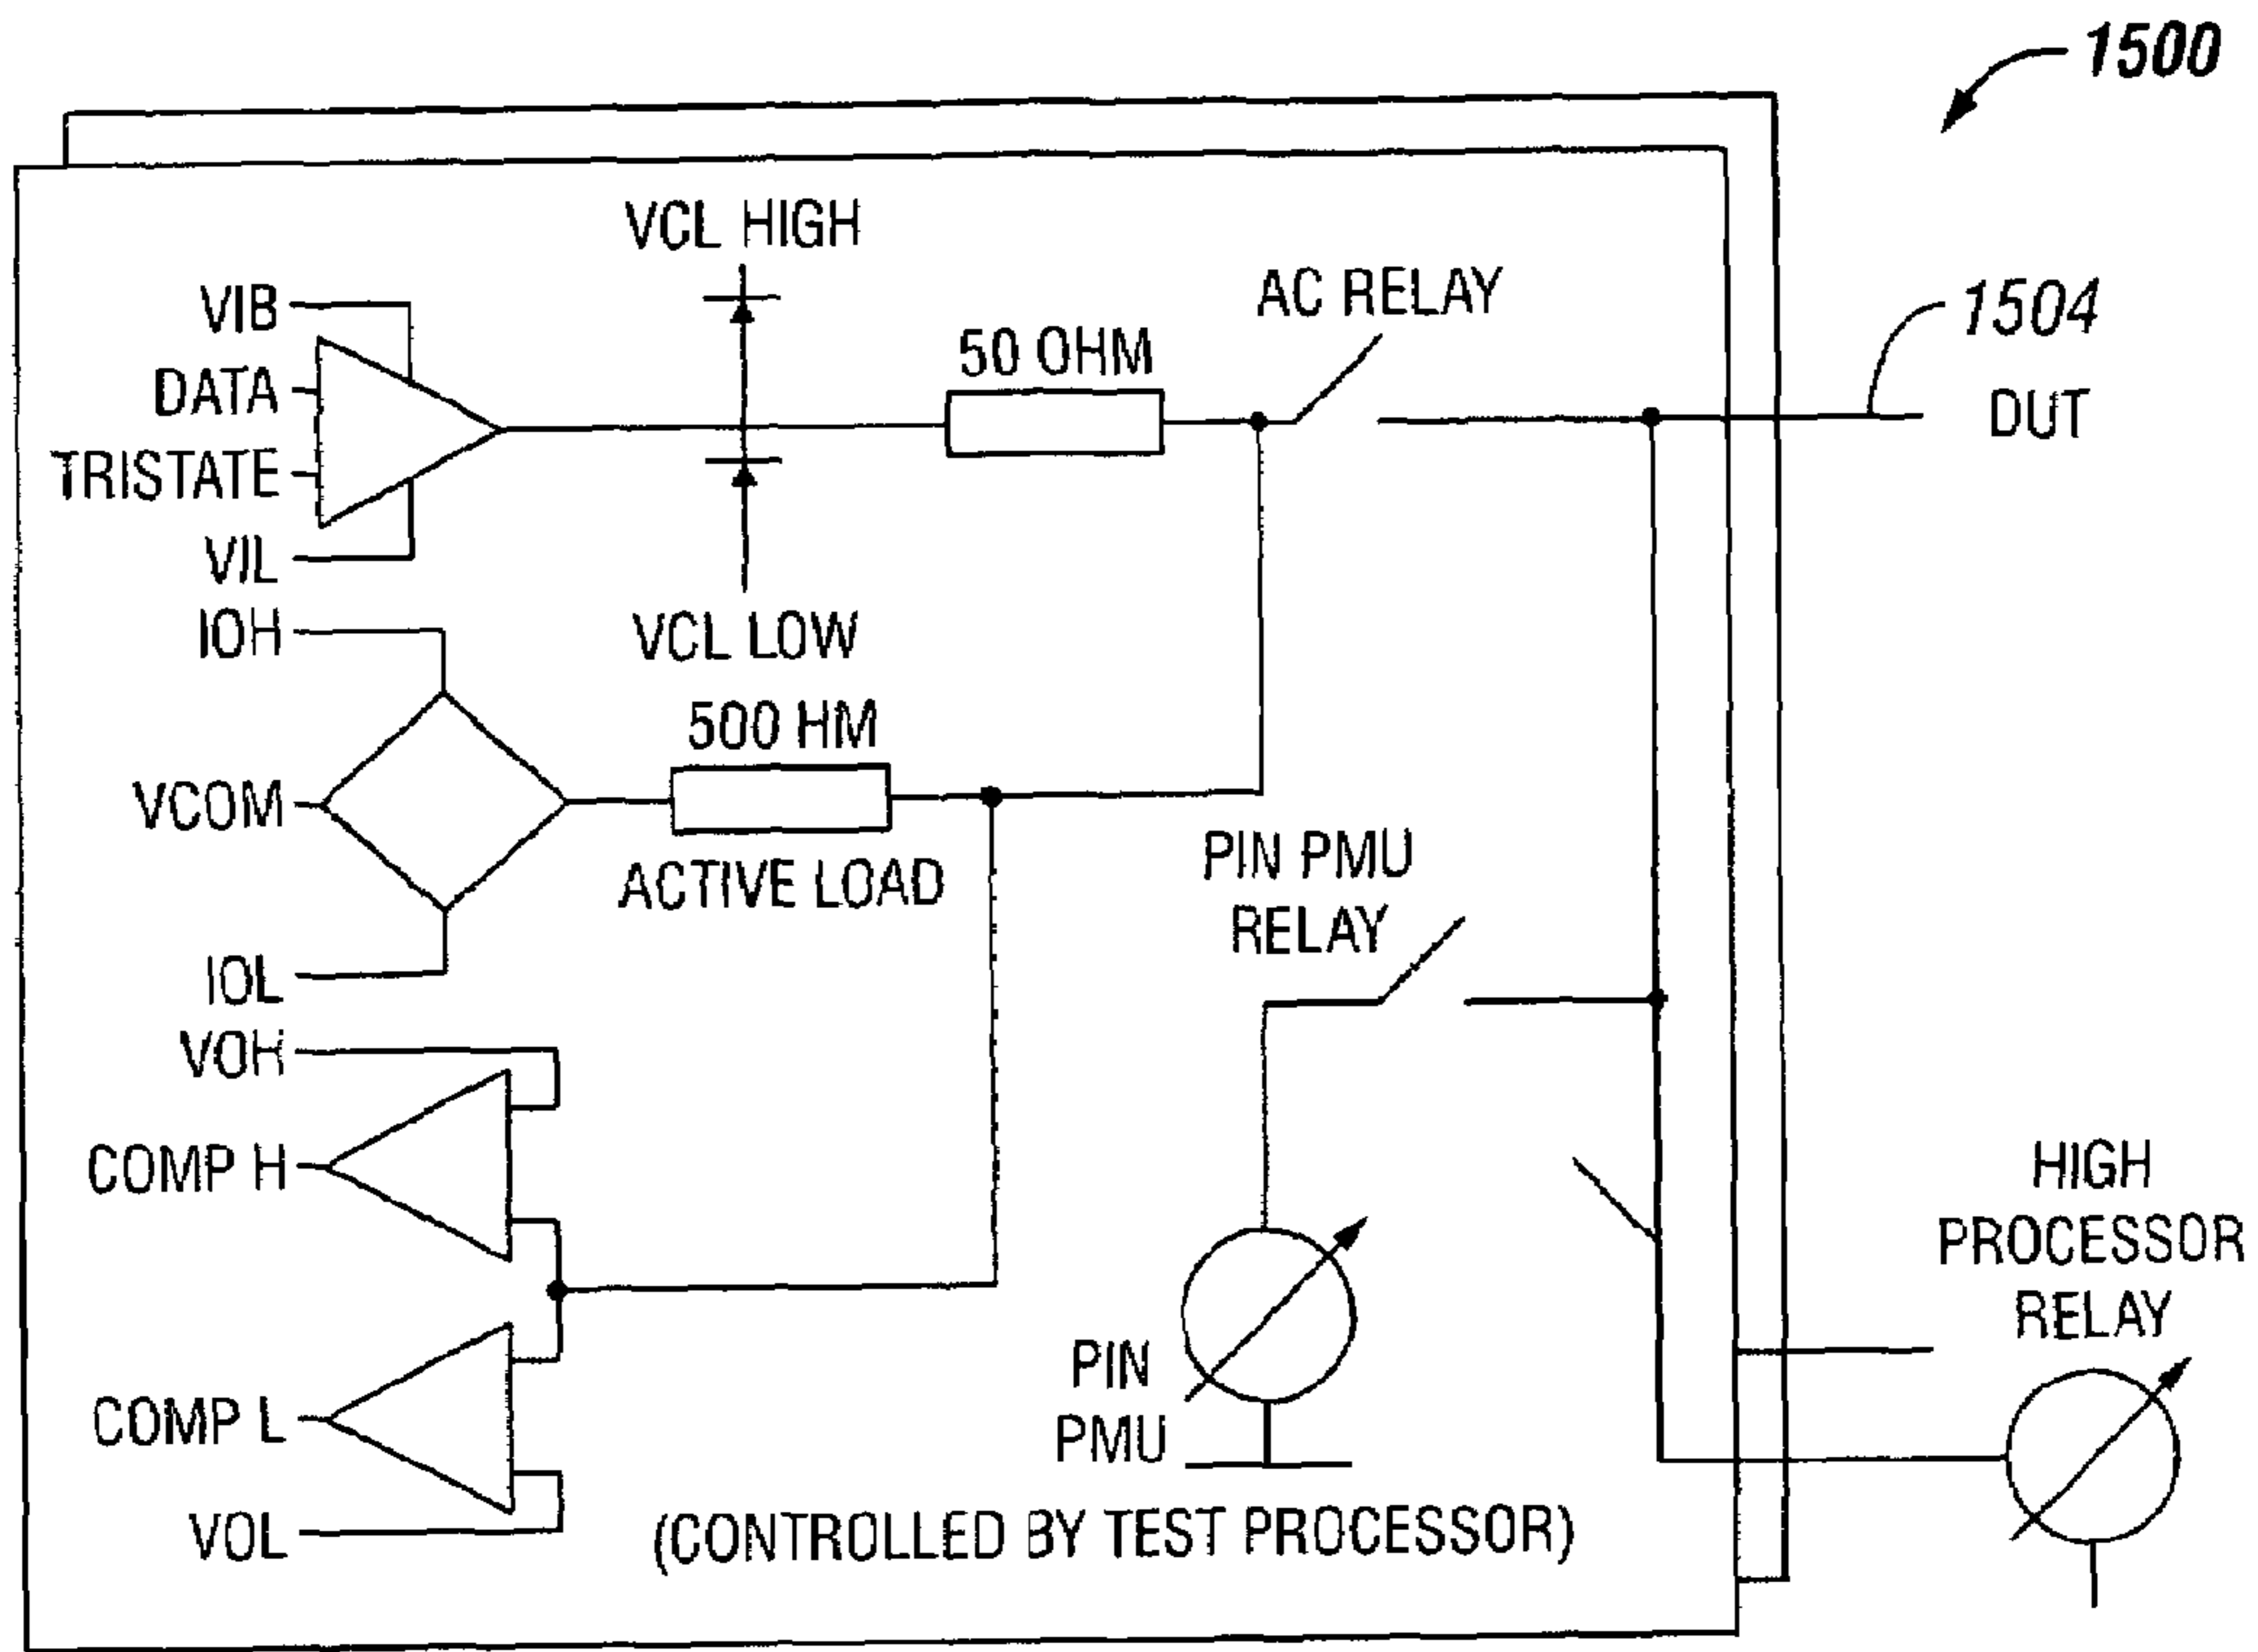 1500
VCL HIGH
VIB
AC RELAY
1504
50 OHM
DATA
DUT
TRISTATE
VIL
IOH
VCL LOW
500 HM
VCOM
PIN PMU
RELAY
ACTIVE LOAD
IOL
VOH
COMP H
HIGH
PROCESSOR
RELAY
PIN
PMU
COMP L
VOL
(CONTROLLED BY TEST PROCESSOR)